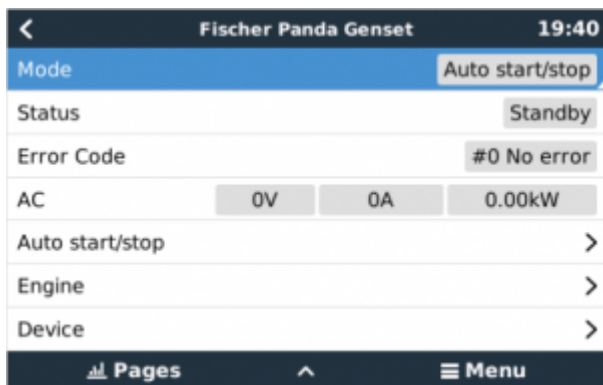 Fischer Panda Genset 19:40
Mode Auto start/stop
Status Standby
Error Code #0 No error
AC 0V 0A 0.00kW
Auto start/stop
Engine
Device
Pages Menu